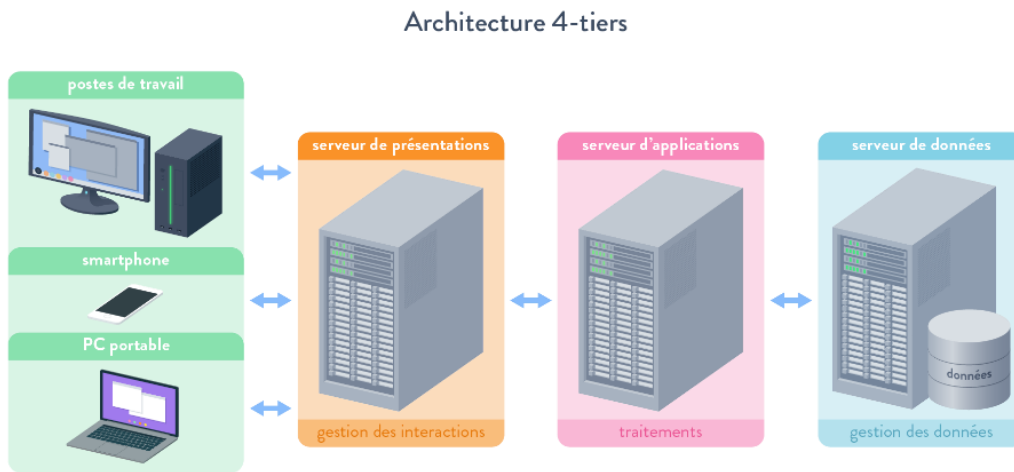 Architecture 4-tiers
postes de travail
smartphone
PC portable
serveur de présentations
gestion des interactions
serveur d'applications
traitements
serveur de données
données
gestion des données